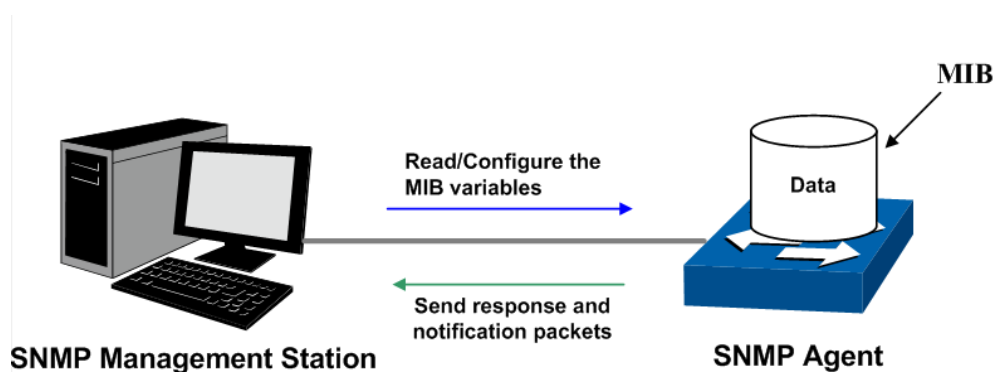 MIB
Read/Configure the
MIB variables
Data
Send response and
notification packets
SNMP Management Station
SNMP Agent